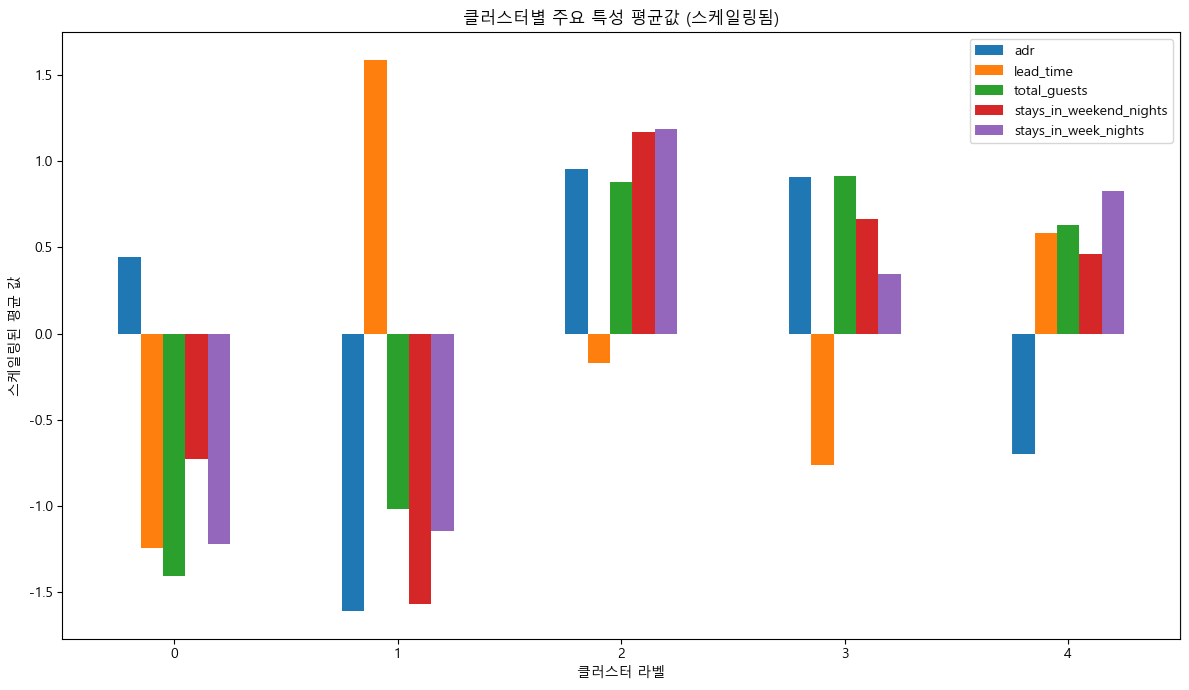 클러스터별 주요 특성 평균값 (스케일링됨)
adr
lead_time
total_guests
stays_in_weekend_nights
stays_in_week_nights
스케일링된 평균 값
1.5
1.0
0.5
0.0
-0.5
-1.0
-1.5
0 1 2 3 4
클러스터 라벨